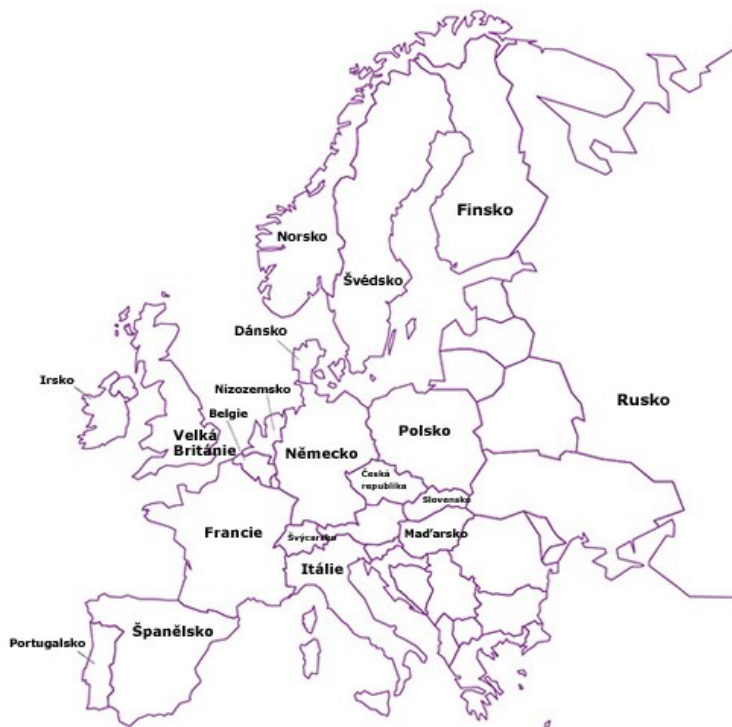 Finsko
Norsko
Švédsko
Dánsko
Irsko
Nizozemsko
Rusko
Belgie
Velká
Británie
Polsko
Německo
Česká
republika
Slovensko
Francie
Švýcarsko
Maďarsko
Itálie
Španělsko
Portugalsko